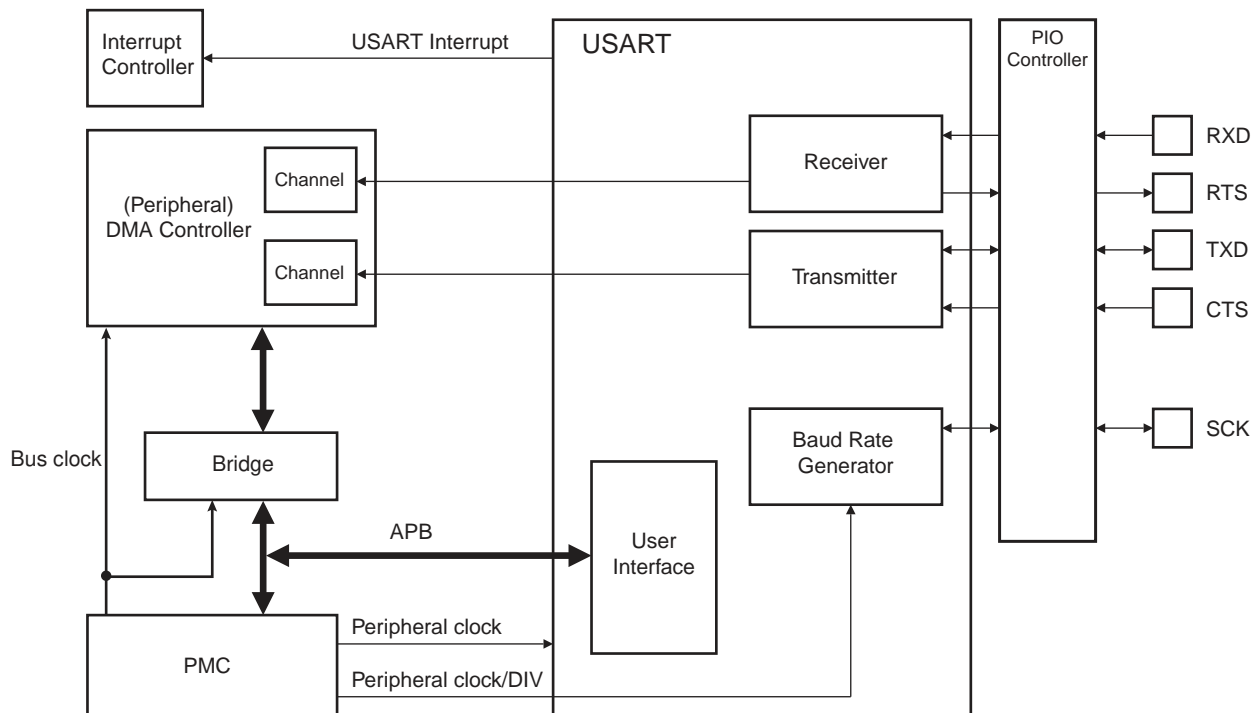 Interrupt
Controller
USART Interrupt
USART
PIO
Controller
(Peripheral)
DMA Controller
Channel
Channel
Receiver
Transmitter
RXD
RTS
TXD
CTS
SCK
Bus clock
Bridge
Baud Rate
Generator
APB
User
Interface
PMC
Peripheral clock
Peripheral clock/DIV